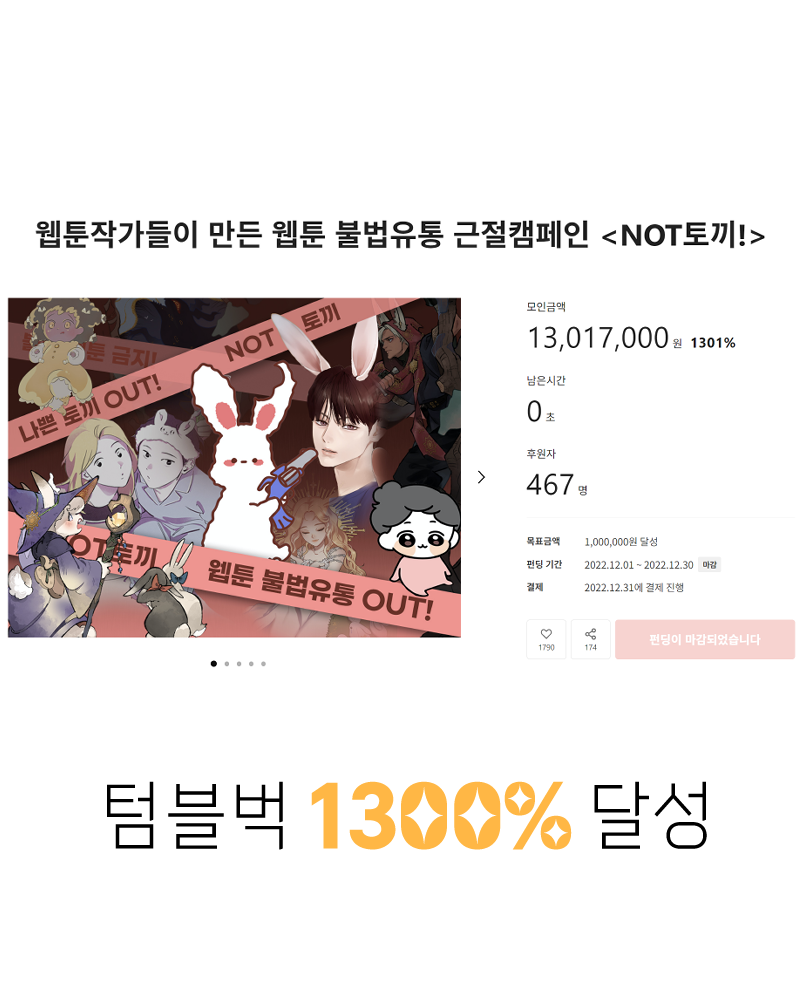 웹툰작가들이 만든 웹툰 불법유통 근절캠페인 <NOT토끼!>
모인금액
13,017,000 원 1301%
남은시간
0 초
후원자
467 명
목표금액 1,000,000원 달성
펀딩 기간 2022.12.01 ~ 2022.12.30 마감
결제 2022.12.31에 결제 진행
1790
174
펀딩이 마감되었습니다
툰 금지!
NOT 토끼
나쁜 토끼 OUT!
OT토끼
웹툰 불법유통 OUT!
텀블벅 1300% 달성